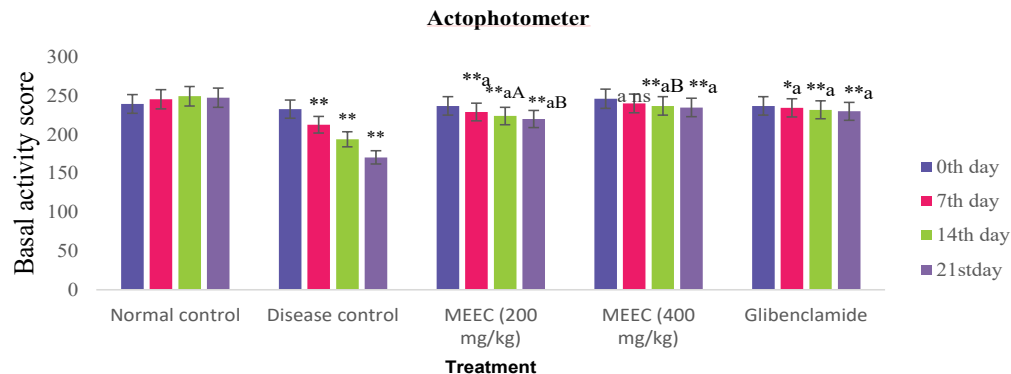 Actophotometer
300
250
200
150
100
50
0
Basal activity score
** ** **
**a **aA **aB
a ns **aB **a
*a **a **a
Normal control
Disease control
MEEC (200
mg/kg)
MEEC (400
mg/kg)
Glibenclamide
Treatment
0th day
7th day
14th day
21stday